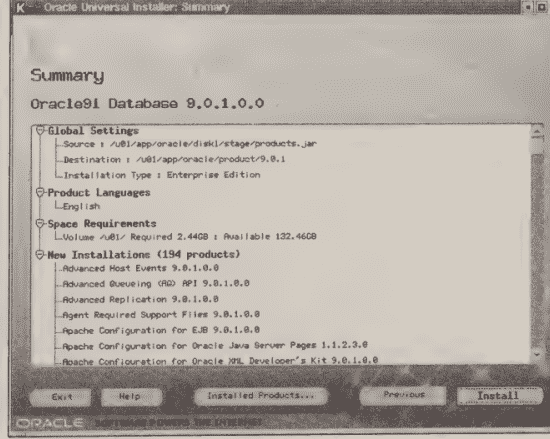 K Oracle Universal Installer: Summary
Summary
Oracle9i Database 9.0.1.0.0
Global Settings
Source : /u01/app/oracle/disk1/stage/products.jar
Destination : /u01/app/oracle/product/9.0.1
Installation Type : Enterprise Edition
Product Languages
English
Space Requirements
Volume /u01/ Required 2.44GB : Available 132.46GB
New Installations (194 products)
Advanced Host Events 9.0.1.0.0
Advanced Queueing (AQ) API 9.0.1.0.0
Advanced Replication 9.0.1.0.0
Agent Required Support Files 9.0.1.0.0
Apache Configuration for EJB 9.0.1.0.0
Apache Configuration for Oracle Java Server Pages 1.1.2.3.0
Apache Configuration for Oracle XML Developer's Kit 9.0.1.0.0
Exit Help Installed Products... Previous Install
ORACLE SOFTWARE POWERS THE INTERNET